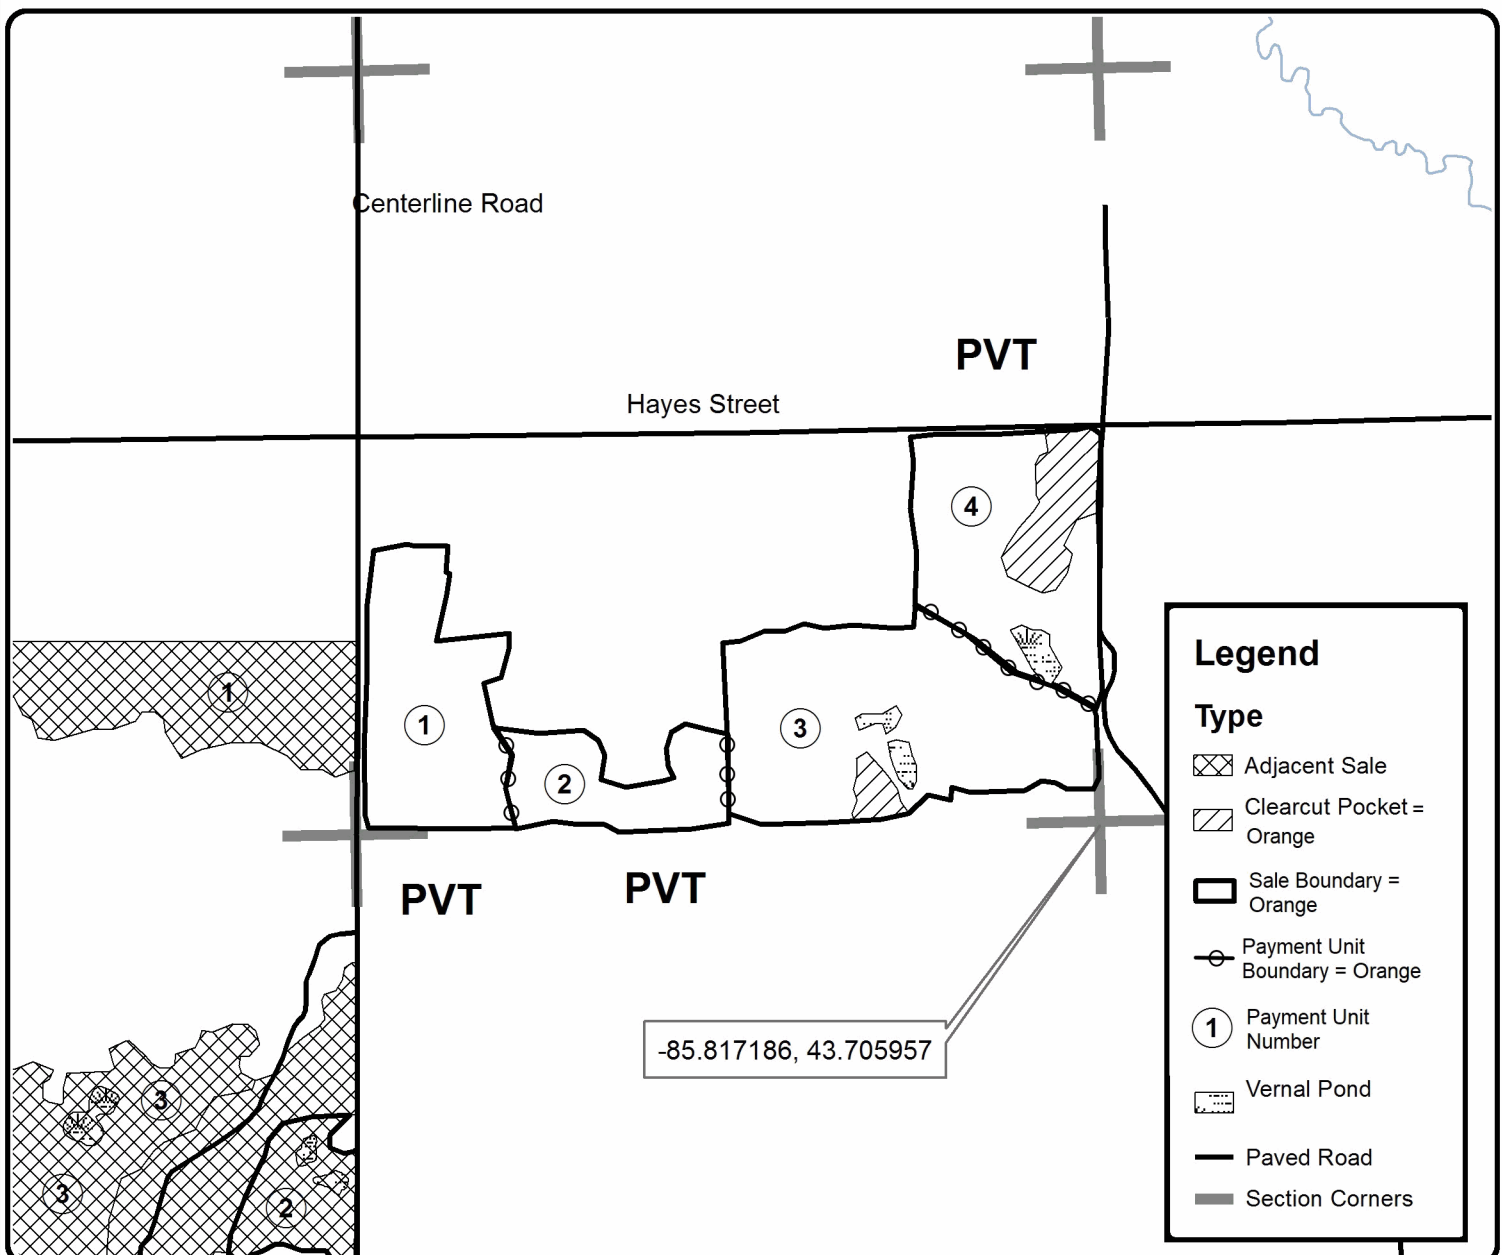 Centerline Road
PVT
Hayes Street
4
1
1
3
2
PVT
PVT
-85.817186, 43.705957
3
3
2
Legend
Type
Adjacent Sale
Clearcut Pocket =
Orange
Sale Boundary =
Orange
Payment Unit
Boundary = Orange
1
Payment Unit
Number
Vernal Pond
Paved Road
Section Corners